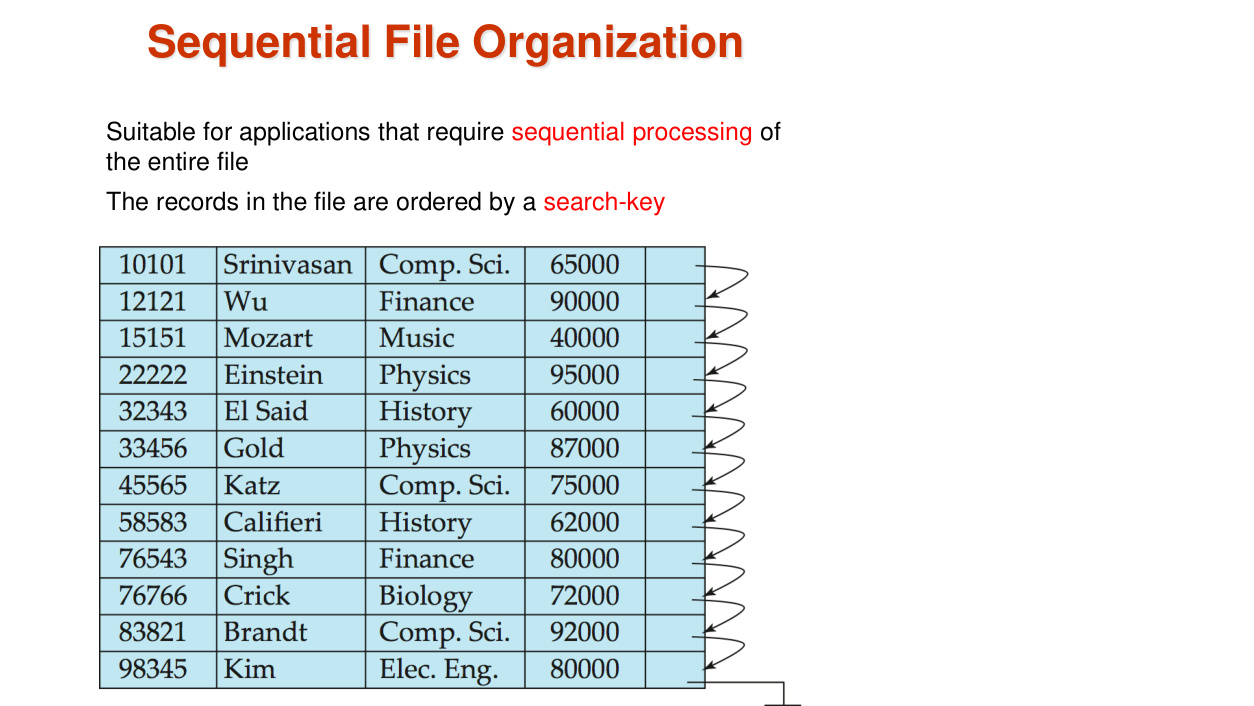 Sequential File Organization
Suitable for applications that require sequential processing of
the entire file
The records in the file are ordered by a search-key
10101 Srinivasan Comp. Sci. 65000
12121 Wu Finance 90000
15151 Mozart Music 40000
22222 Einstein Physics 95000
32343 El Said History 60000
33456 Gold Physics 87000
45565 Katz Comp. Sci. 75000
58583 Califieri History 62000
76543 Singh Finance 80000
76766 Crick Biology 72000
83821 Brandt Comp. Sci. 92000
98345 Kim Elec. Eng. 80000